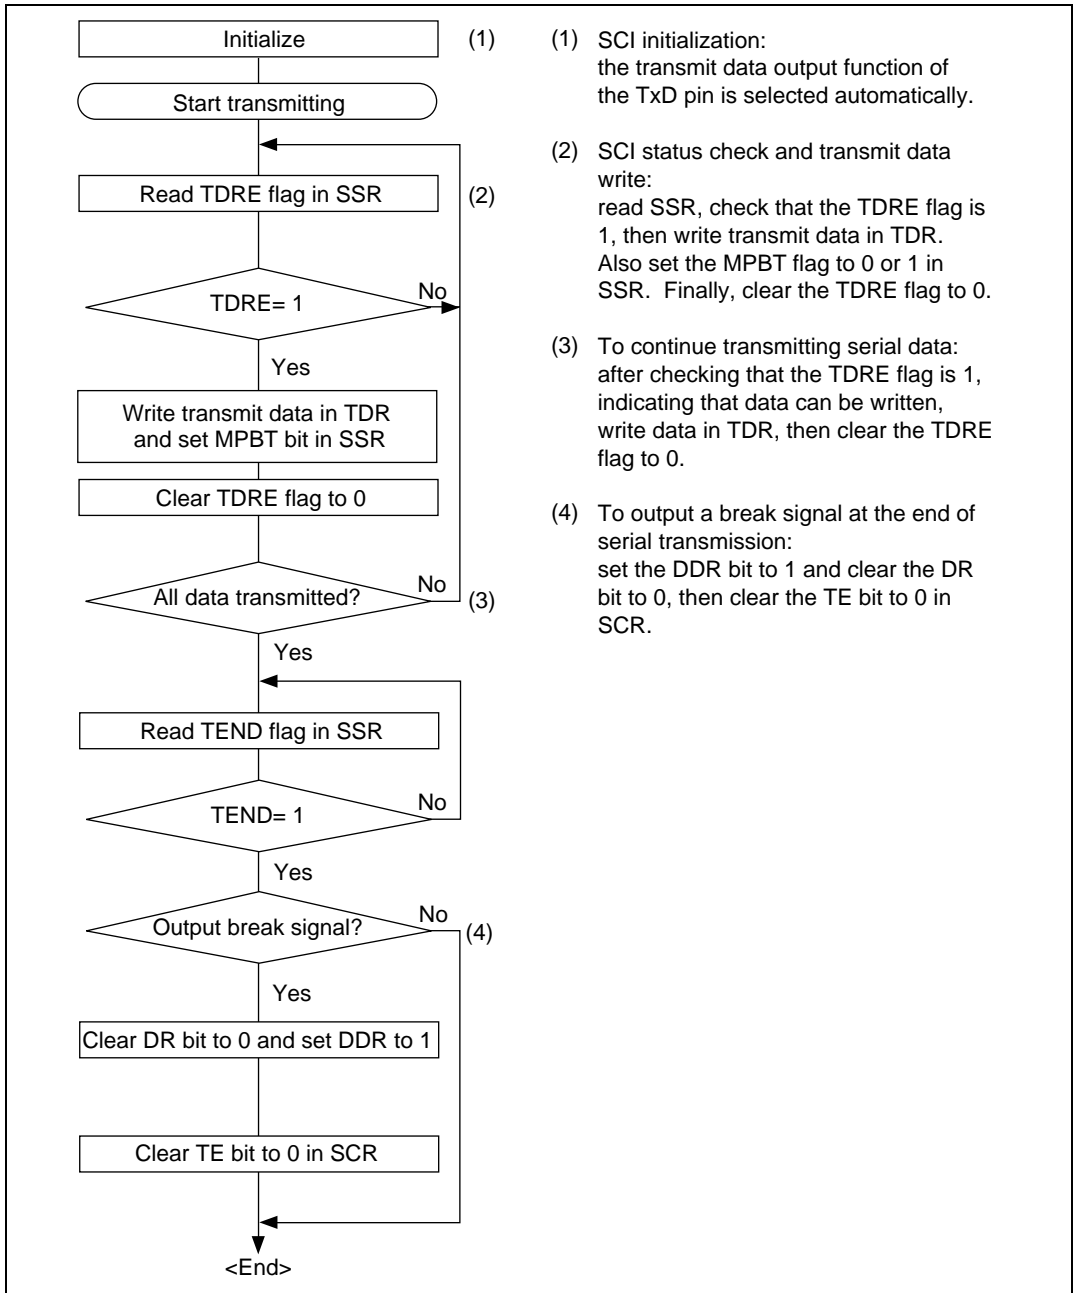 Initialize
(1)
Start transmitting
Read TDRE flag in SSR
(2)
TDRE= 1
No
Yes
Write transmit data in TDR
and set MPBT bit in SSR
Clear TDRE flag to 0
All data transmitted?
No
(3)
Yes
Read TEND flag in SSR
TEND= 1
No
Yes
Output break signal?
No
(4)
Yes
Clear DR bit to 0 and set DDR to 1
Clear TE bit to 0 in SCR
<End>
(1) SCI initialization:
the transmit data output function of
the TxD pin is selected automatically.
(2) SCI status check and transmit data
write:
read SSR, check that the TDRE flag is
1, then write transmit data in TDR.
Also set the MPBT flag to 0 or 1 in
SSR. Finally, clear the TDRE flag to 0.
(3) To continue transmitting serial data:
after checking that the TDRE flag is 1,
indicating that data can be written,
write data in TDR, then clear the TDRE
flag to 0.
(4) To output a break signal at the end of
serial transmission:
set the DDR bit to 1 and clear the DR
bit to 0, then clear the TE bit to 0 in
SCR.